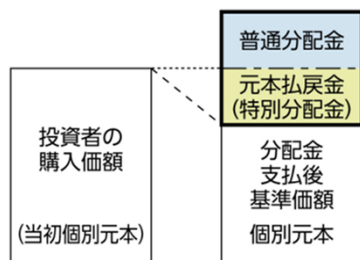 普通分配金
元本払戻金
(特別分配金)
投資者の
購入価額
(当初個別元本)
分配金
支払後
基準価額
個別元本